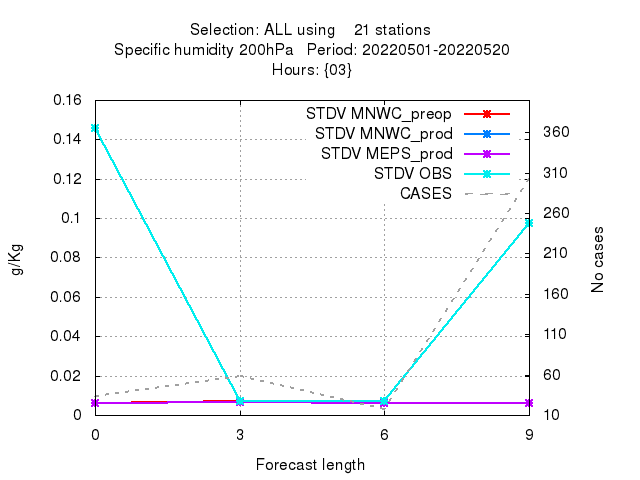 Selection: ALL using    21 stations
Specific humidity 200hPa   Period: 20220501-20220520
Hours: {03}
STDV MNWC_preop
STDV MNWC_prod
STDV MEPS_prod
STDV OBS
CASES
0.16
0.14
0.12
0.1
0.08
0.06
0.04
0.02
0
g/Kg
360
310
260
210
160
110
60
10
No cases
0 3 6 9
Forecast length